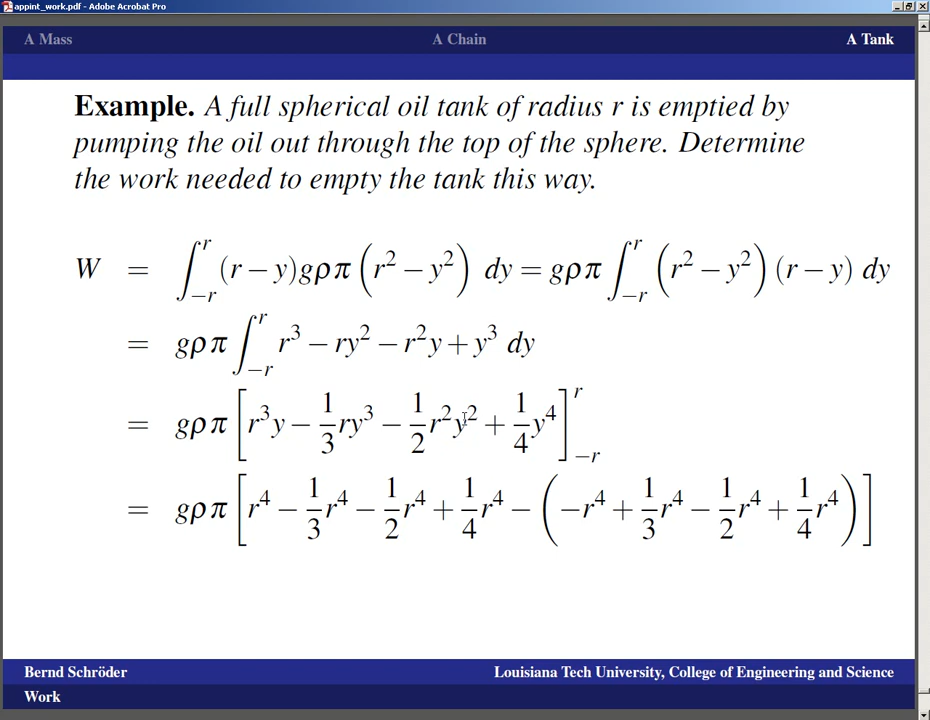 appint_work.pdf - Adobe Acrobat Pro
A Mass A Chain A Tank
Example. A full spherical oil tank of radius r is emptied by
pumping the oil out through the top of the sphere. Determine
the work needed to empty the tank this way.
W = ∫_{−r}^{r} (r − y)gρπ (r² − y²) dy = gρπ ∫_{−r}^{r} (r² − y²) (r − y) dy
= gρπ ∫_{−r}^{r} r³ − ry² − r²y + y³ dy
= gρπ [r³y − 1/3 ry³ − 1/2 r²y² + 1/4 y⁴]_{−r}^{r}
= gρπ [r⁴ − 1/3 r⁴ − 1/2 r⁴ + 1/4 r⁴ − (−r⁴ + 1/3 r⁴ − 1/2 r⁴ + 1/4 r⁴)]
Bernd Schröder Louisiana Tech University, College of Engineering and Science
Work